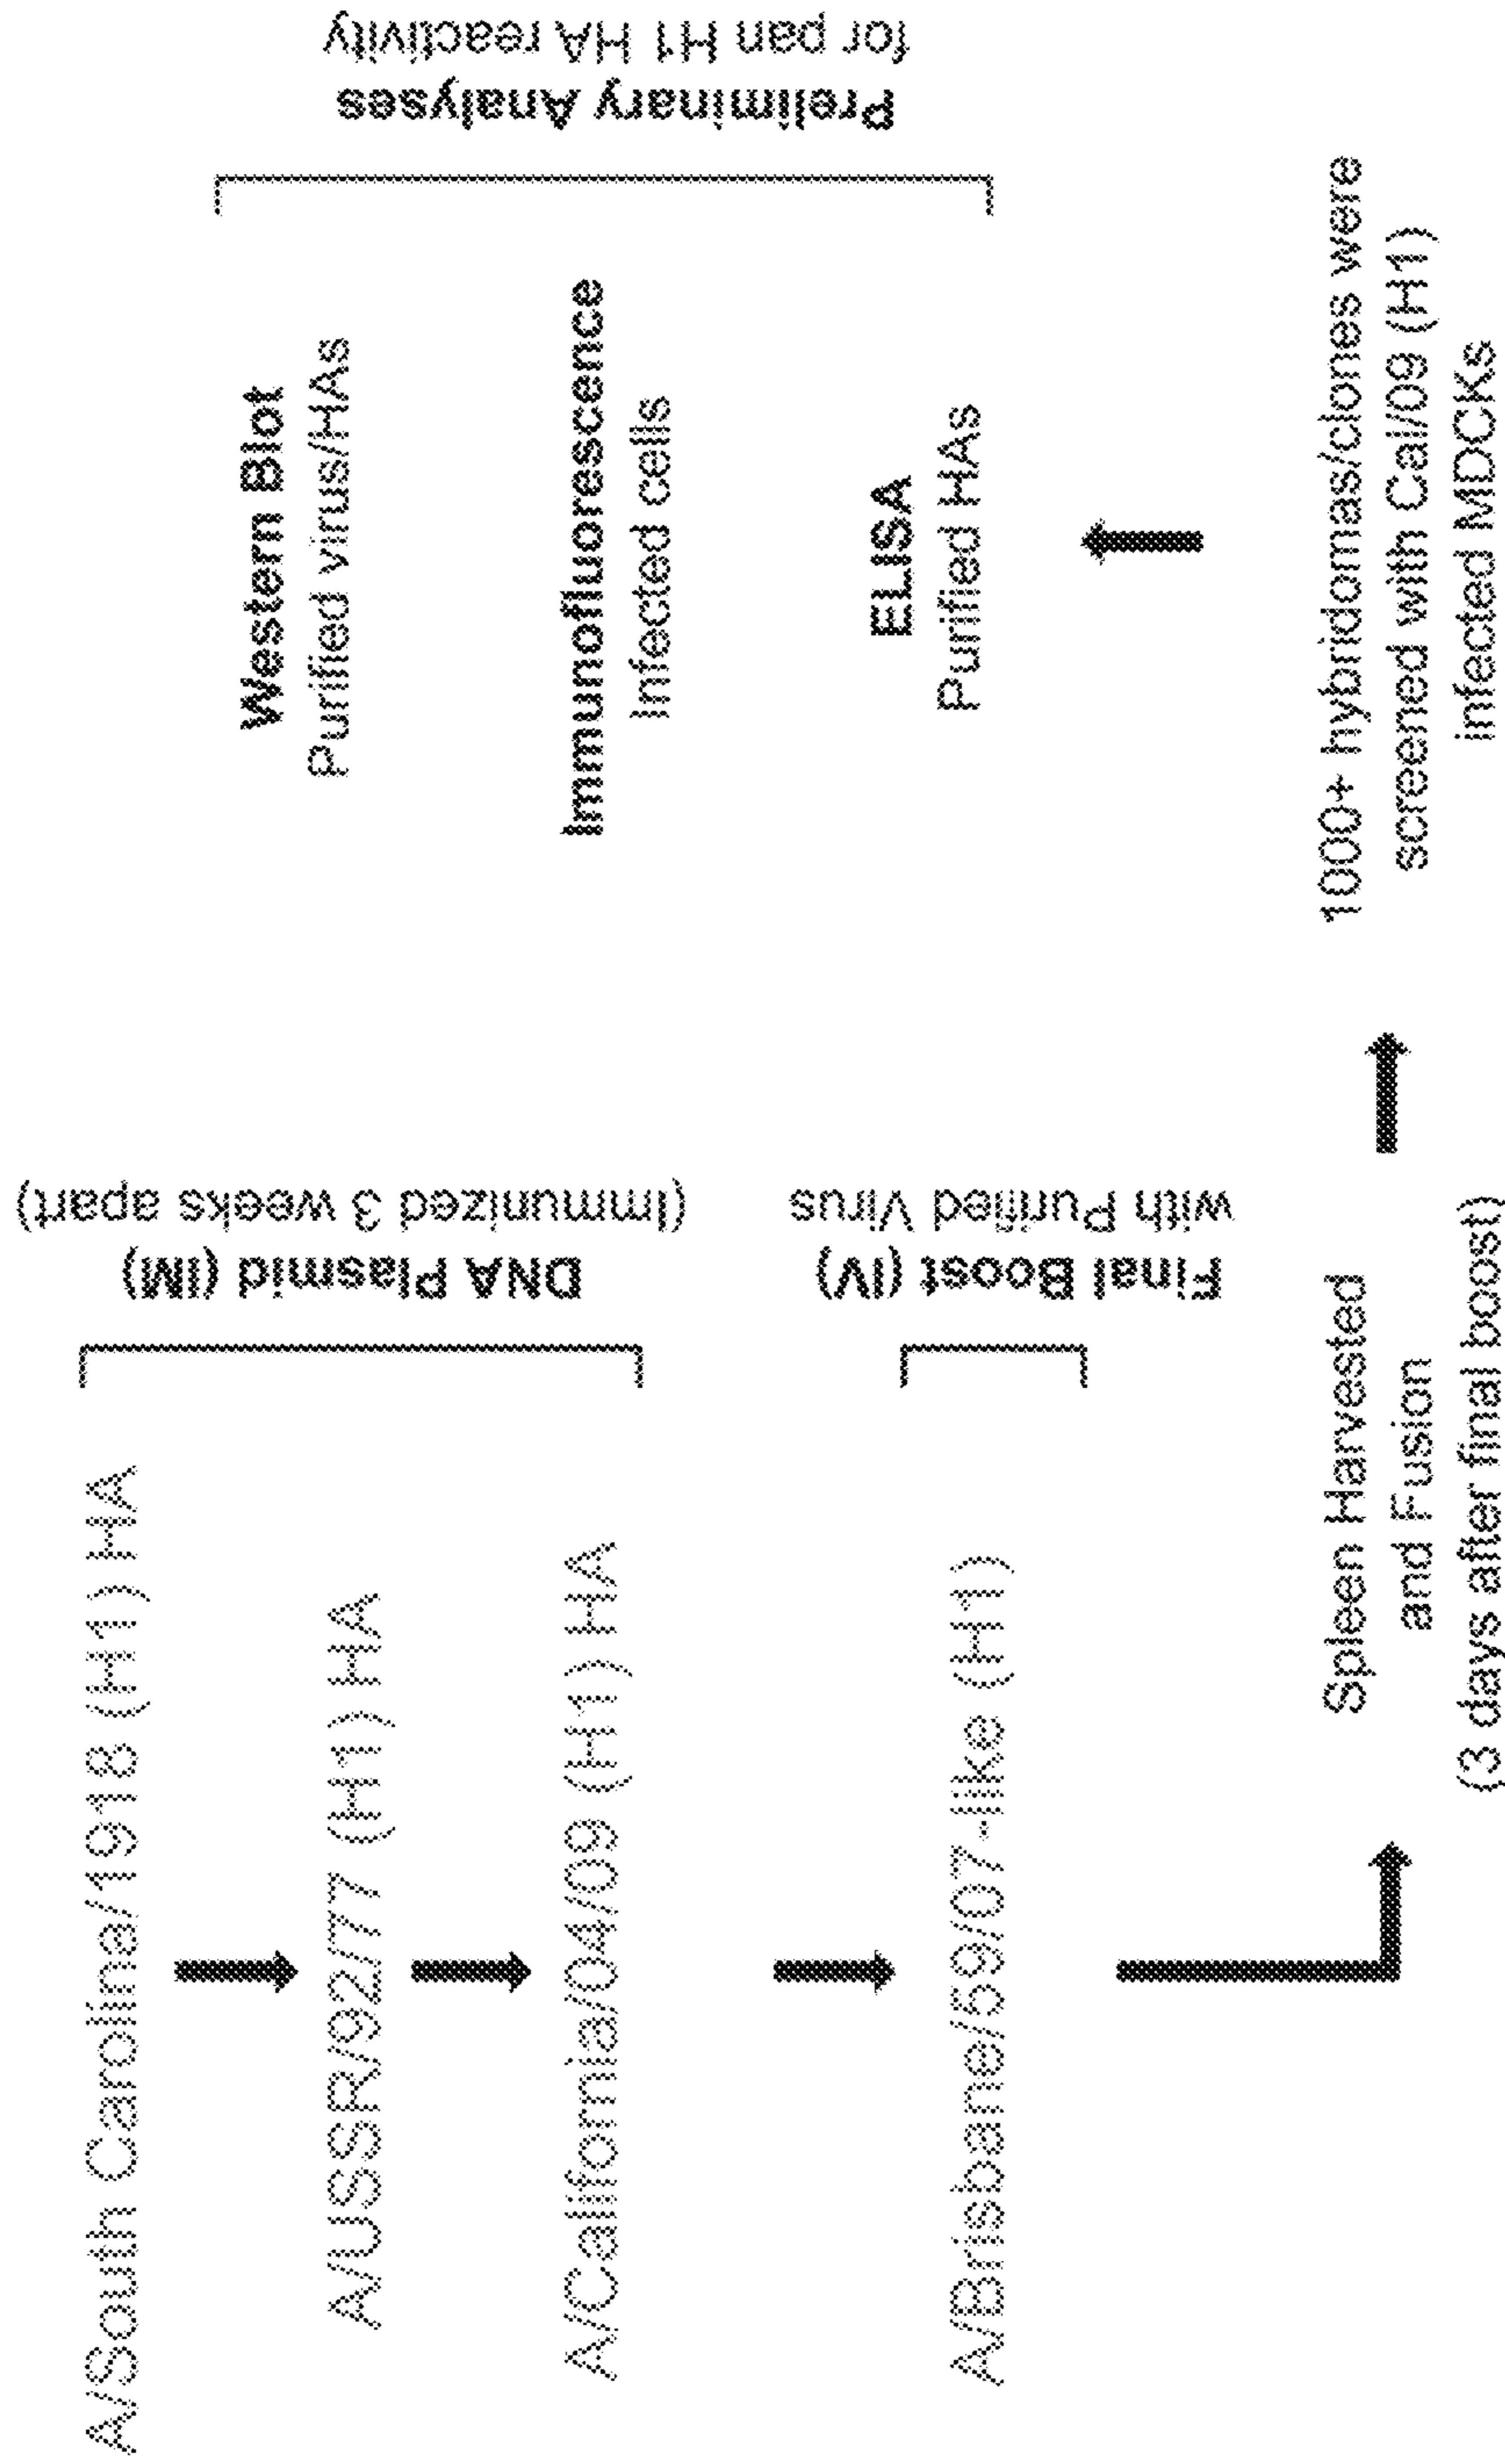 A/South Carolina/1918 (H1) HA
A/USSR/92/77 (H1) HA
A/California/04/09 (H1) HA
DNA Plasmid (IM)
(Immunized 3 weeks apart)
A/Brisbane/59/07-like (H1)
Final Boost (IV)
with Purified Virus
Spleen Harvested
and Fusion
(3 days after final boost)
1000+ hybridomas/clones were
screened with Cal/09 (H1)
infected MDCKs
ELISA
Purified HAs
Immunofluorescence
Infected cells
Western Blot
Purified virus/HAs
Preliminary Analyses
for pan H1 HA reactivity